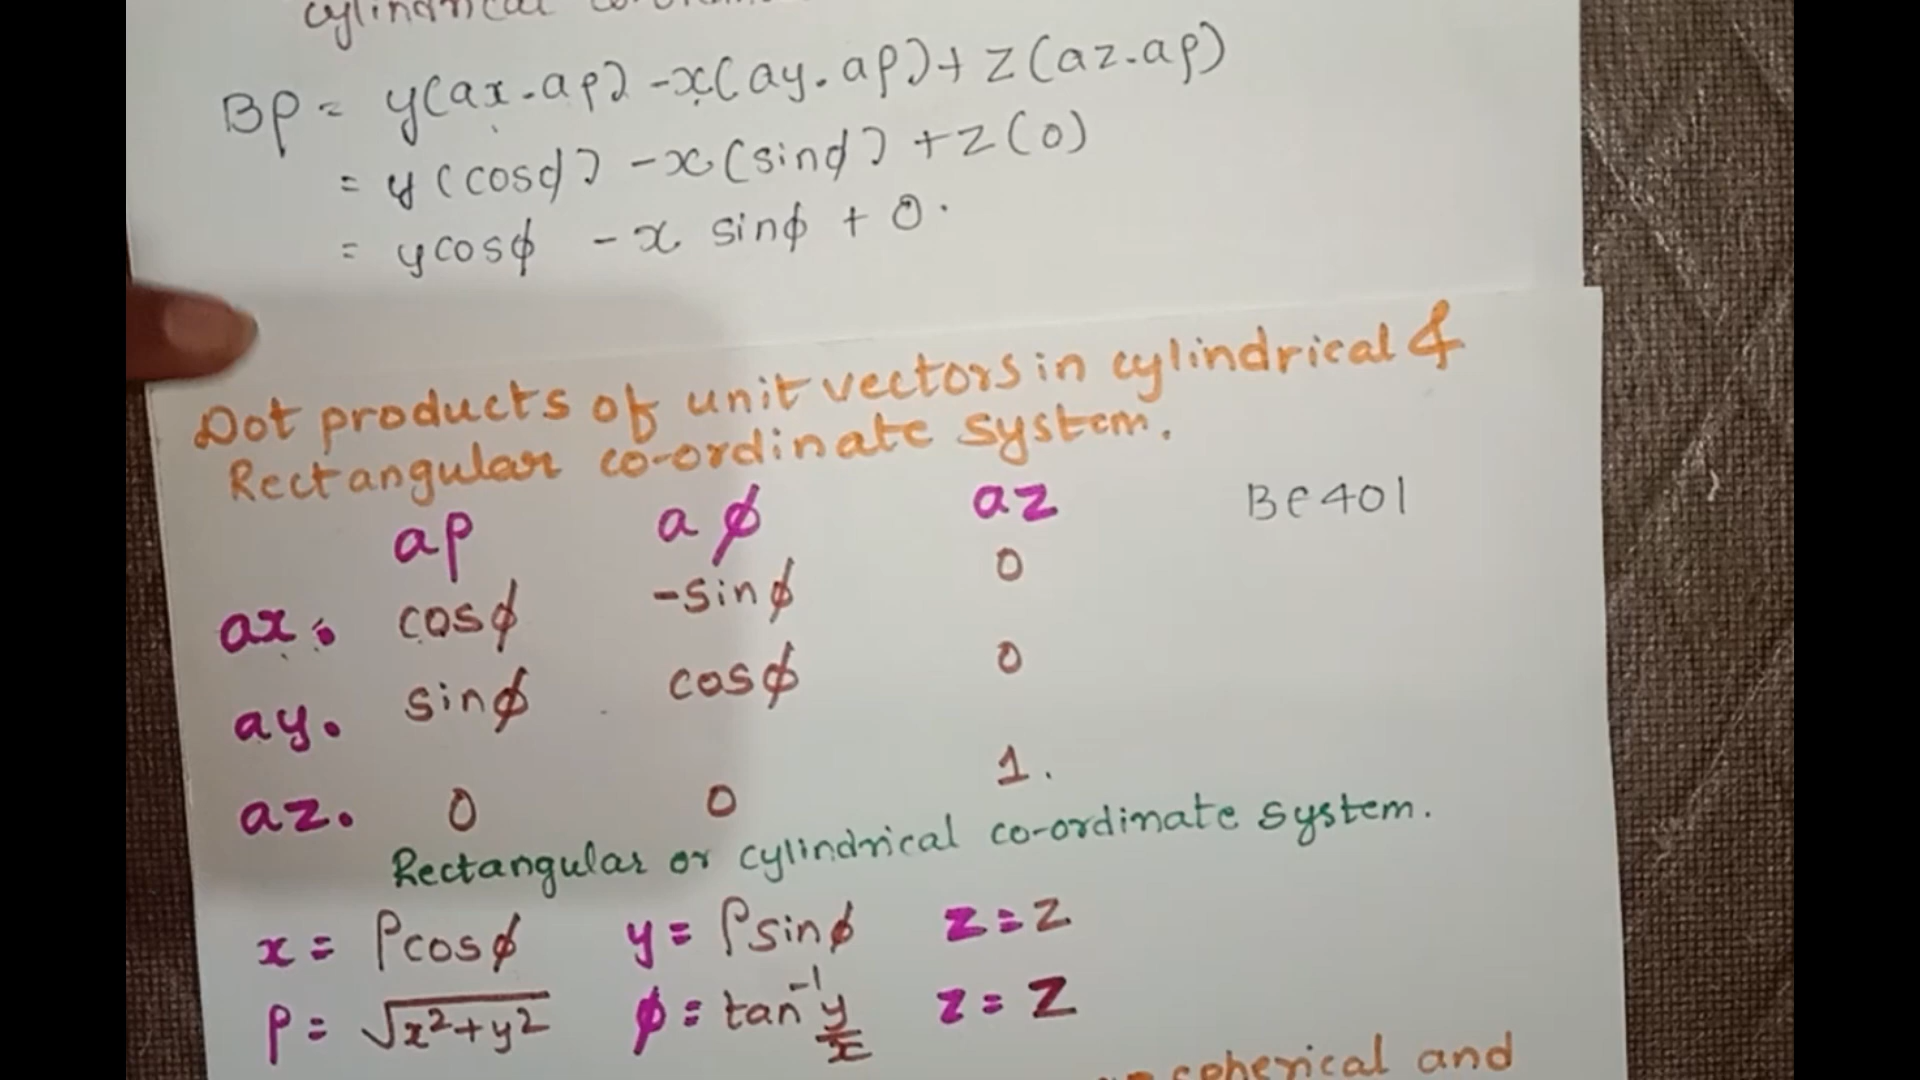 cylindrical
Bρ = y(ax.aρ) -x(ay.aρ)+ z(az.aρ)
= y(cosϕ) -x(sinϕ) +z(0)
= ycosϕ -x sinϕ + 0.
Dot products of unit vectors in cylindrical &
Rectangular co-ordinate system.
aρ aϕ az Be401
ax. cosϕ -sinϕ 0
ay. sinϕ cosϕ 0
az. 0 0 1.
Rectangular or cylindrical co-ordinate system.
x = ρcosϕ y = ρsinϕ z = z
ρ = √x²+y² ϕ = tan⁻¹ y/x z = z
spherical and